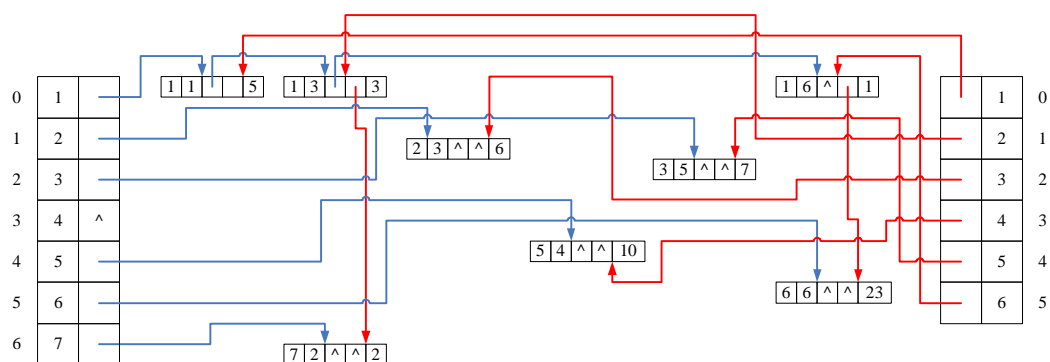 1 1 5
1 3 3
1 6 ^ 1
0 1
1 0
1 2
2 1
2 3 ^ ^ 6
3 5 ^ ^ 7
2 3
3 2
3 4 ^
4 3
5 4 ^ ^ 10
4 5
5 4
6 6 ^ ^ 23
5 6
6 5
6 7
7 2 ^ ^ 2